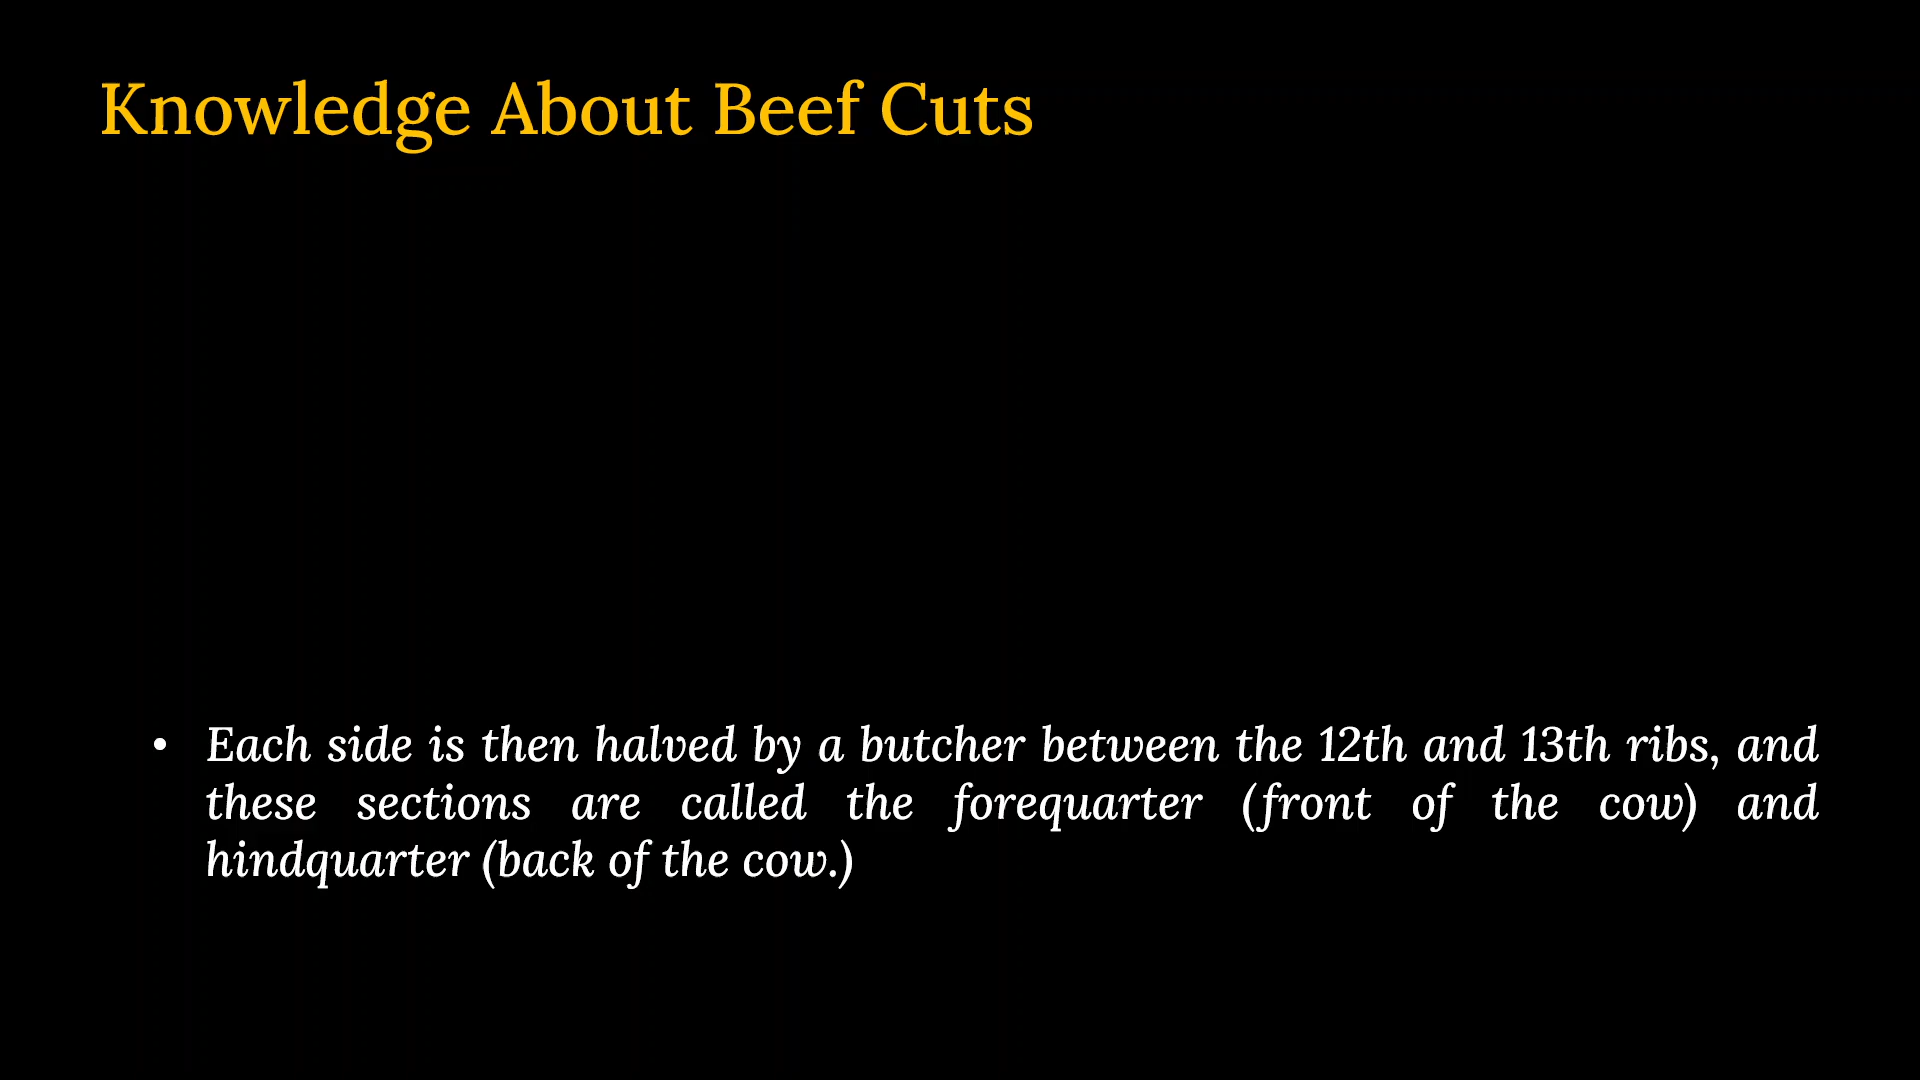 Knowledge About Beef Cuts
• Each side is then halved by a butcher between the 12th and 13th ribs, and
these sections are called the forequarter (front of the cow) and
hindquarter (back of the cow.)